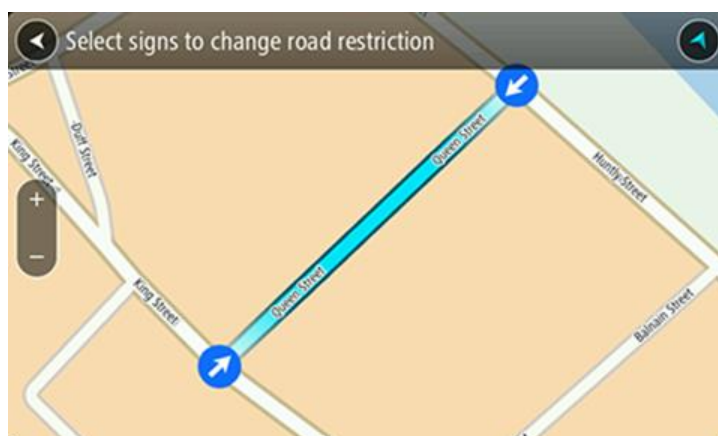 Select signs to change road restriction
Street
Duff Street
King Street
Queen Street
Huntly Street
+
−
Queen Street
King Street
Balnain Street